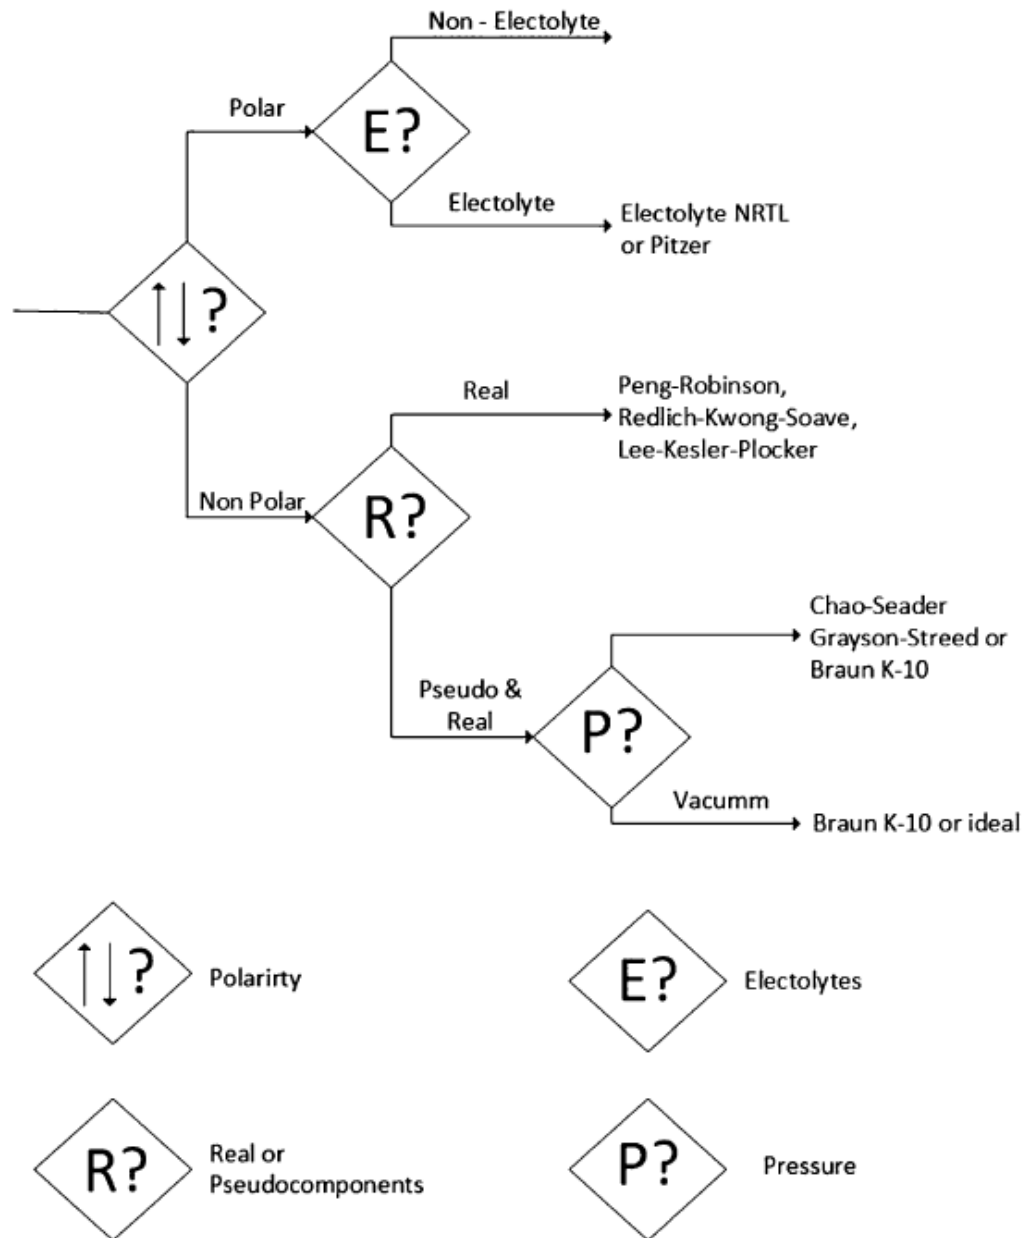 Non - Electolyte
Polar
E?
Electolyte
Electolyte NRTL
or Pitzer
?
Real
Peng-Robinson,
Redlich-Kwong-Soave,
Lee-Kesler-Plocker
Non Polar
R?
Chao-Seader
Grayson-Streed or
Braun K-10
Pseudo &
Real
P?
Vacumm
Braun K-10 or ideal
?
Polarirty
E?
Electolytes
R?
Real or
Pseudocomponents
P?
Pressure